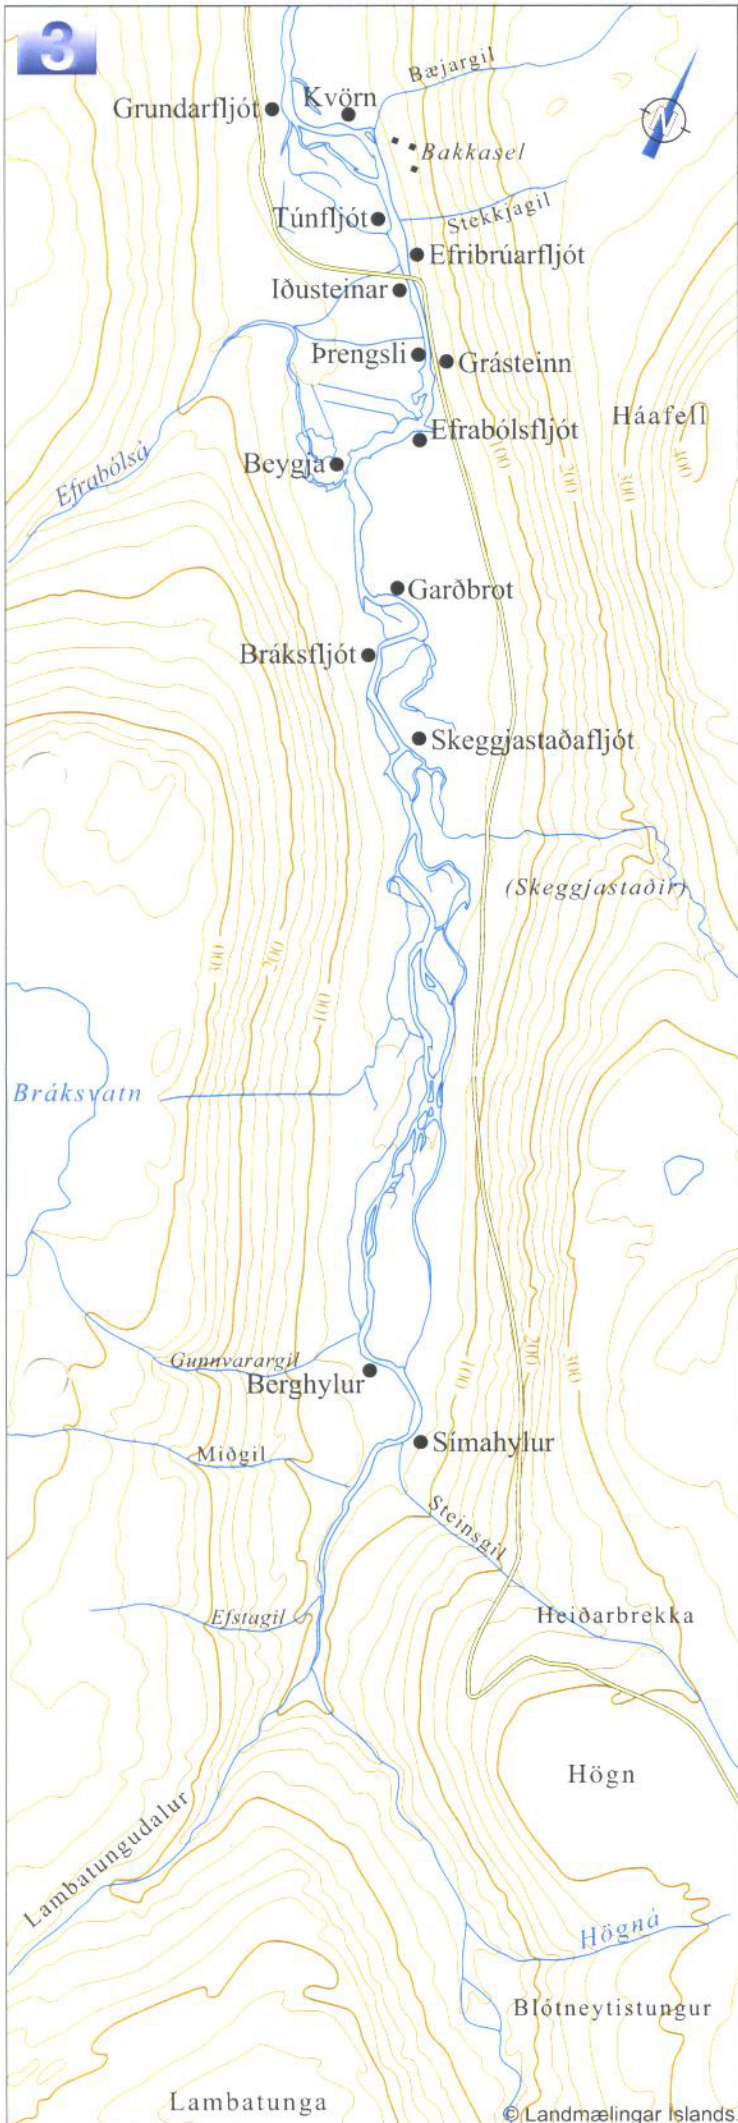 3
Bæjargil
Grundarfljót
Kvörn
N
Bakkasel
Stekkjagil
Túnfljót
Efribrúarfljót
Iðusteinar
Þrengsli
Grásteinn
Háafell
Efrabólsfljót
100
200
300
400
Beygja
Efrabólsá
Garðbrot
Bráksfljót
Skeggjastaðafljót
(Skeggjastaðir)
300
200
100
Bráksvatn
Gunnvarargil
Berghylur
100
200
300
Símahylur
Miðgil
Steinsgil
Efstagil
Heiðarbrekka
Högn
Lambatungudalur
Högná
Blótneytistungur
Lambatunga
© Landmælingar Íslands